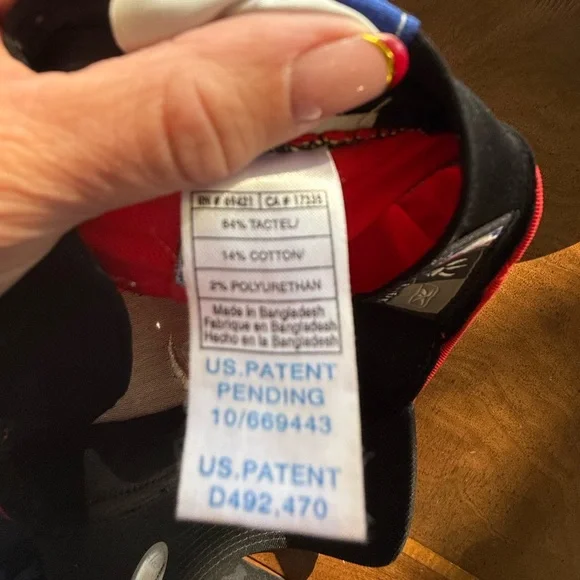 RN # 69421 CA # 17335
84% TACTEL/
14% COTTON/
2% POLYURETHAN
Made in Bangladesh
Fabrique en Bangladesh
Hecho en la Bangladesh
US.PATENT
PENDING
10/669443
US.PATENT
D492,470